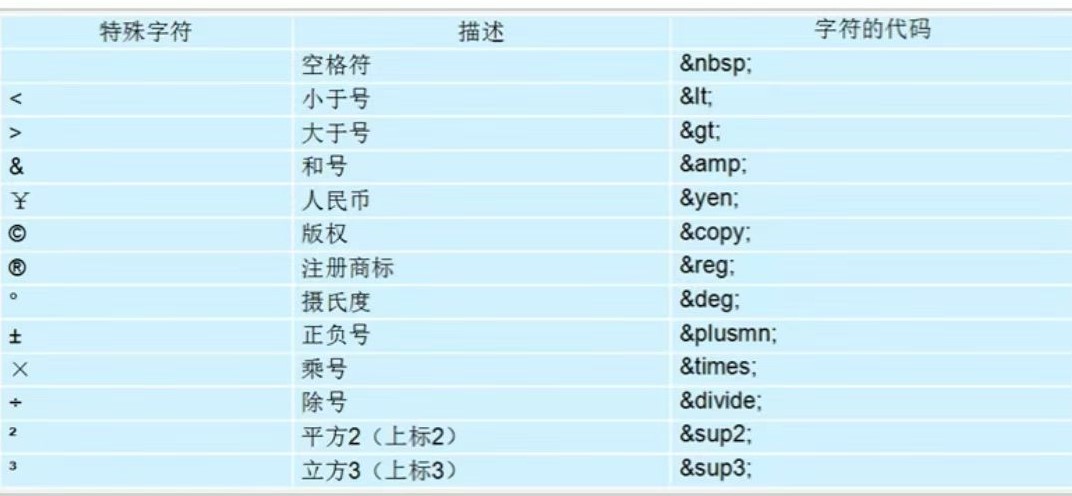 特殊字符 描述 字符的代码
空格符 &nbsp;
< 小于号 &lt;
> 大于号 &gt;
& 和号 &amp;
¥ 人民币 &yen;
© 版权 &copy;
® 注册商标 &reg;
° 摄氏度 &deg;
± 正负号 &plusmn;
× 乘号 &times;
÷ 除号 &divide;
² 平方2（上标2） &sup2;
³ 立方3（上标3） &sup3;